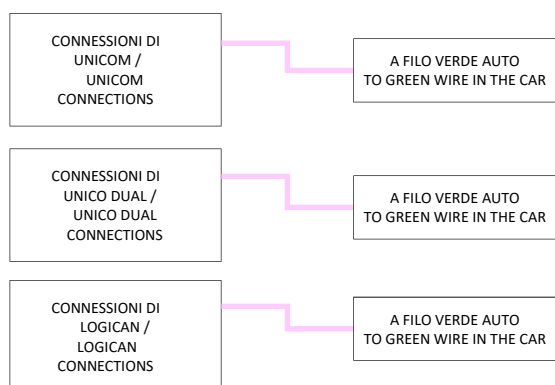 CONNESSIONI DI
UNICOM /
UNICOM
CONNECTIONS
A FILO VERDE AUTO
TO GREEN WIRE IN THE CAR
CONNESSIONI DI
UNICO DUAL /
UNICO DUAL
CONNECTIONS
A FILO VERDE AUTO
TO GREEN WIRE IN THE CAR
CONNESSIONI DI
LOGICAN /
LOGICAN
CONNECTIONS
A FILO VERDE AUTO
TO GREEN WIRE IN THE CAR